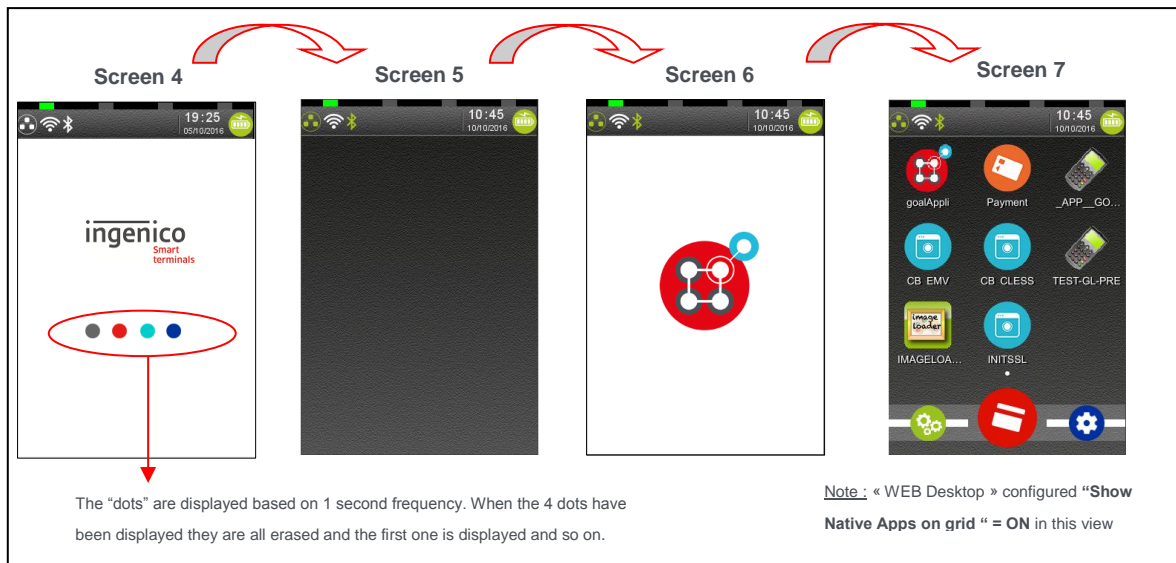 Screen 4
Screen 5
Screen 6
Screen 7
19:25
05/10/2016
10:45
10/10/2016
10:45
10/10/2016
10:45
10/10/2016
ingenico
Smart
terminals
goalAppli
Payment
_APP__GO...
CB EMV
CB CLESS
TEST-GL-PRE
image
loader
IMAGELOA...
INITSSL
The “dots” are displayed based on 1 second frequency. When the 4 dots have
been displayed they are all erased and the first one is displayed and so on.
Note : « WEB Desktop » configured “Show
Native Apps on grid “ = ON in this view